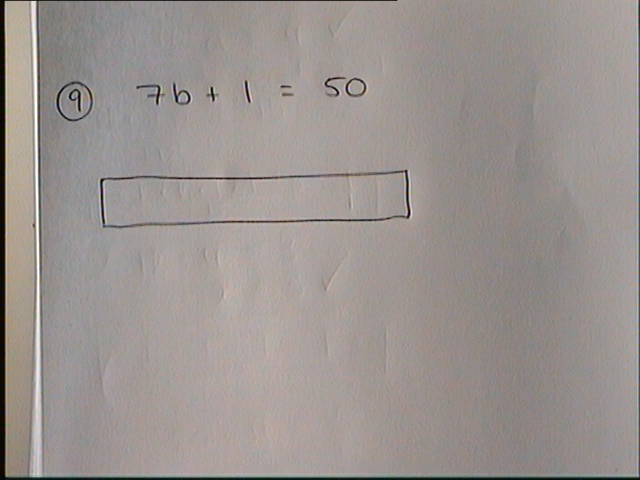 9 7b + 1 = 50